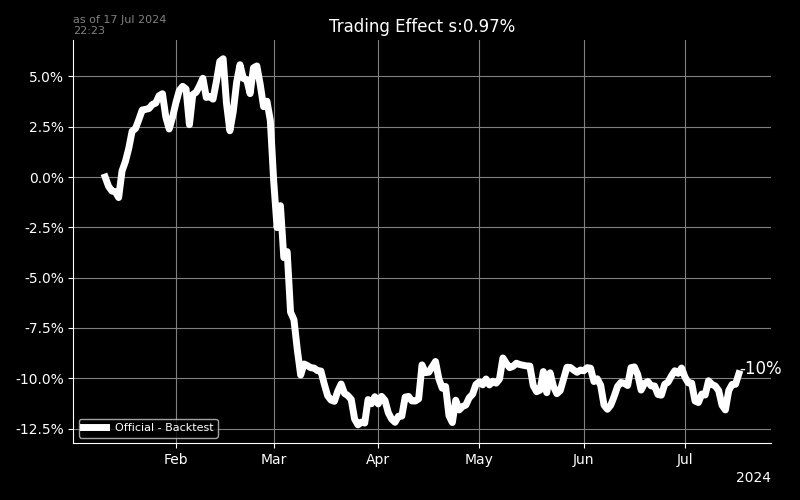 as of 17 Jul 2024
22:23
Trading Effect s:0.97%
5.0%
2.5%
0.0%
-2.5%
-5.0%
-7.5%
-10.0%
-12.5%
-10%
Official - Backtest
Feb
Mar
Apr
May
Jun
Jul
2024